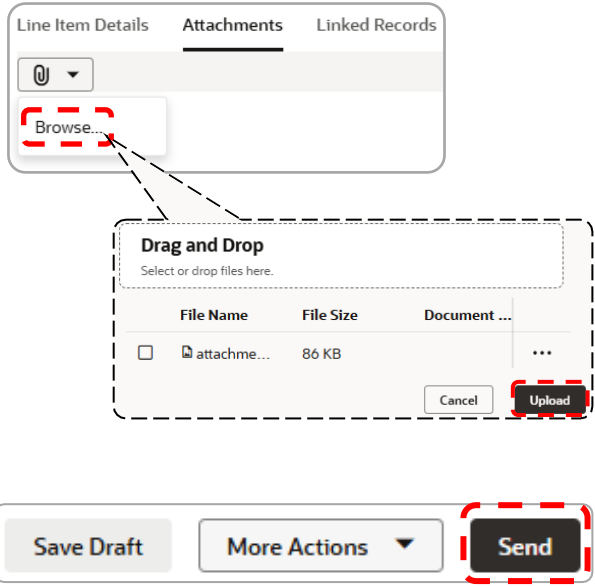 Line Item Details Attachments Linked Records
Browse...
Drag and Drop
Select or drop files here.
File Name File Size Document ...
attachme... 86 KB ...
Cancel Upload
Save Draft More Actions Send